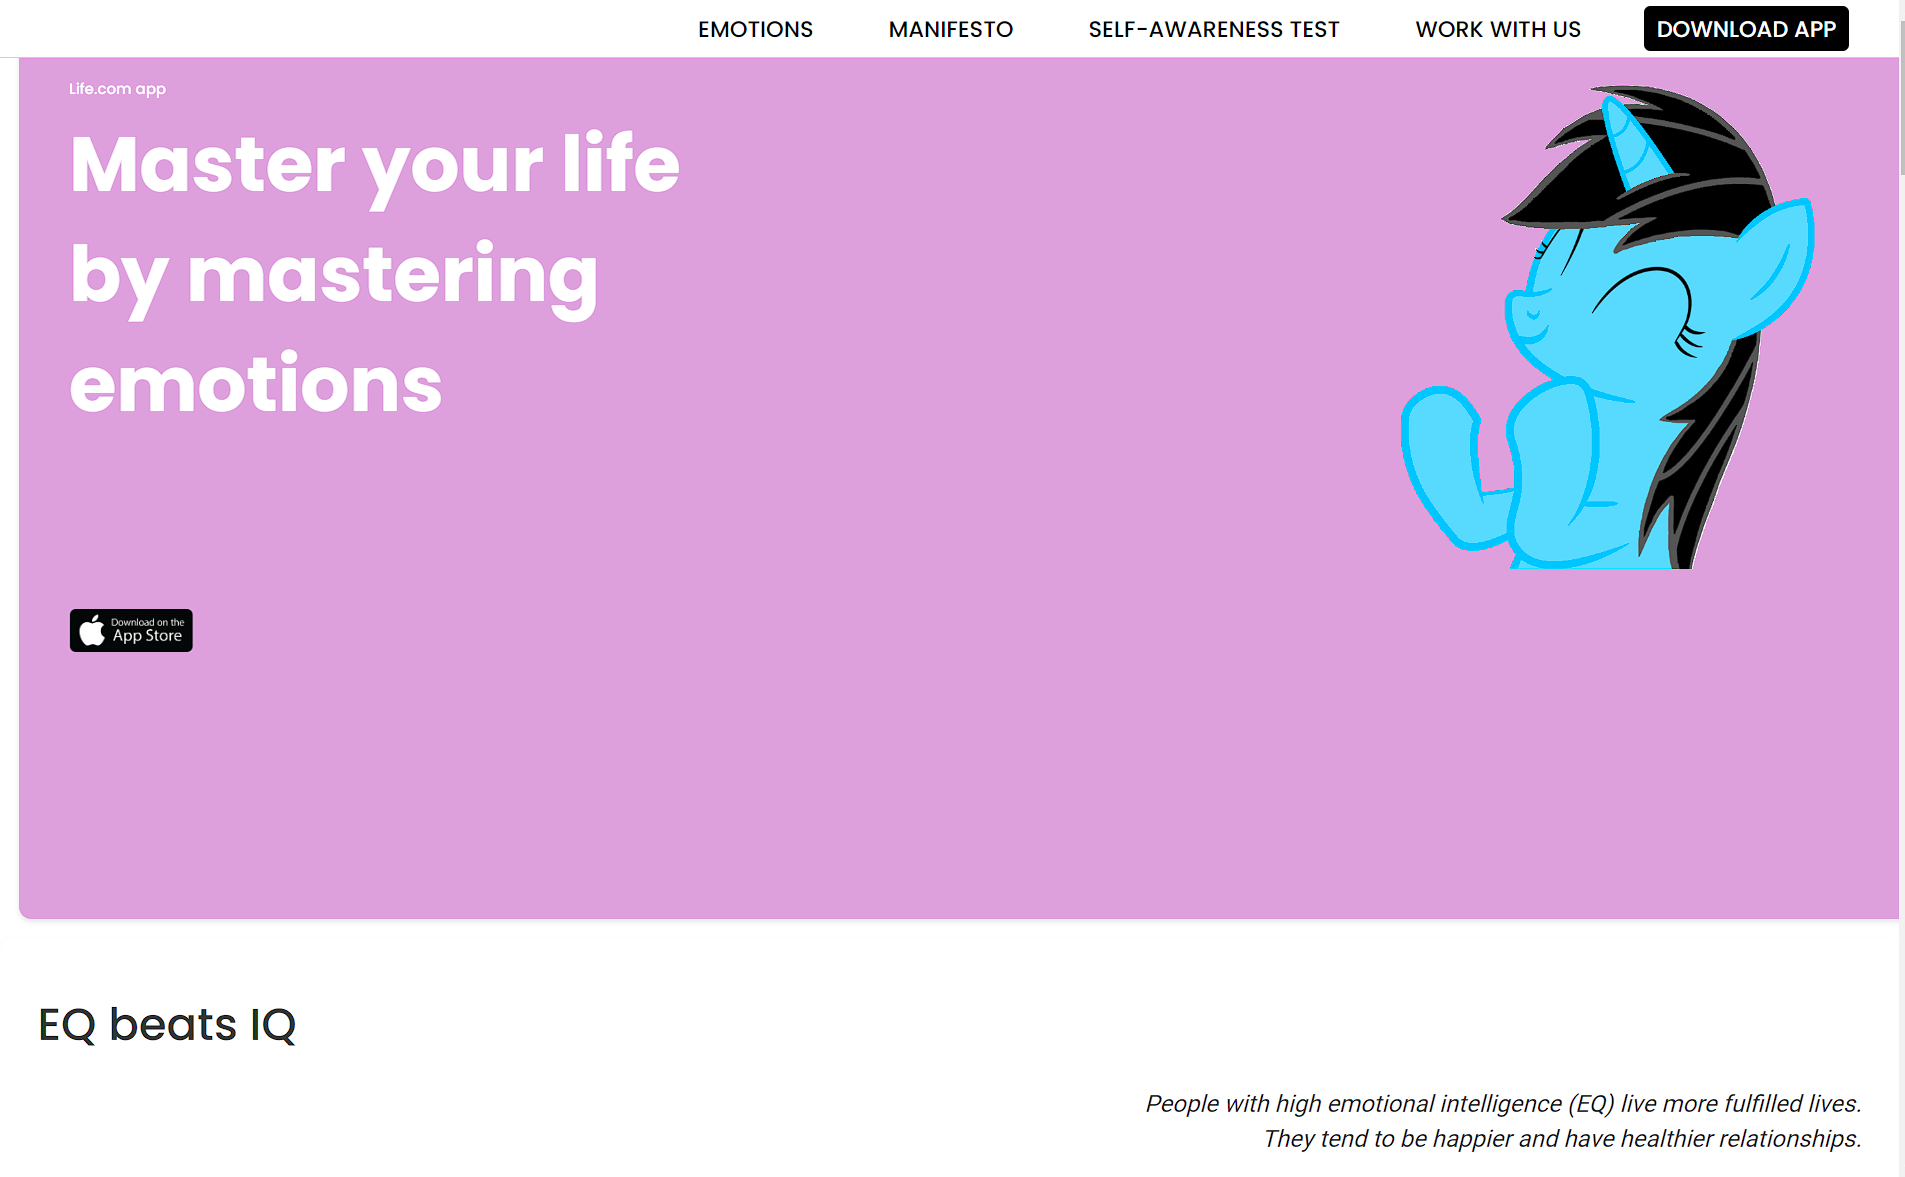 EMOTIONS MANIFESTO SELF-AWARENESS TEST WORK WITH US DOWNLOAD APP
Life.com app
Master your life
by mastering
emotions
Download on the
App Store
EQ beats IQ
People with high emotional intelligence (EQ) live more fulfilled lives.
They tend to be happier and have healthier relationships.